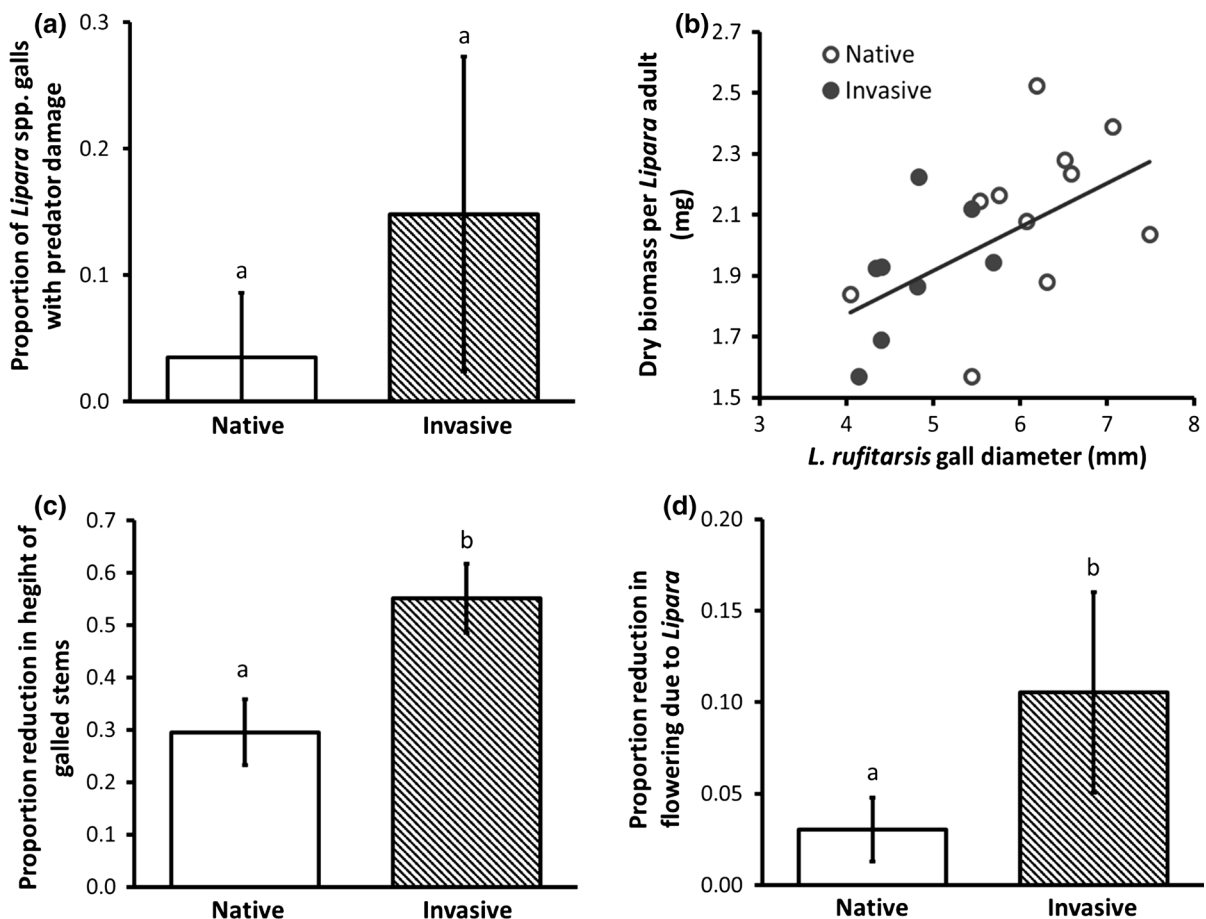 (a)
Proportion of Lipara spp. galls
with predator damage
0.3
0.2
0.1
0.0
a
a
Native
Invasive
(b)
Dry biomass per Lipara adult
(mg)
2.7
2.5
2.3
2.1
1.9
1.7
1.5
Native
Invasive
3
4
5
6
7
8
L. rufitarsis gall diameter (mm)
(c)
Proportion reduction in hegiht of
galled stems
0.7
0.6
0.5
0.4
0.3
0.2
0.1
0.0
a
b
Native
Invasive
(d)
Proportion reduction in
flowering due to Lipara
0.20
0.15
0.10
0.05
0.00
a
b
Native
Invasive